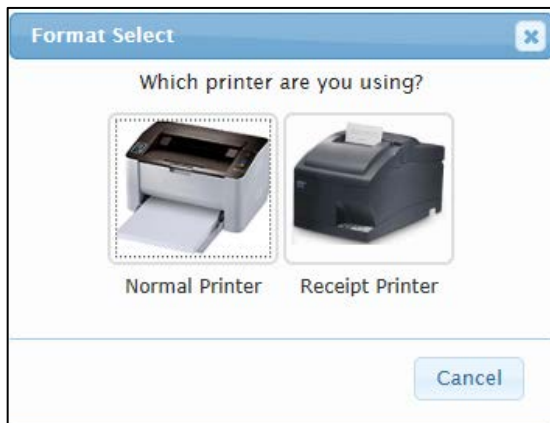 Format Select
Which printer are you using?
Normal Printer
Receipt Printer
Cancel